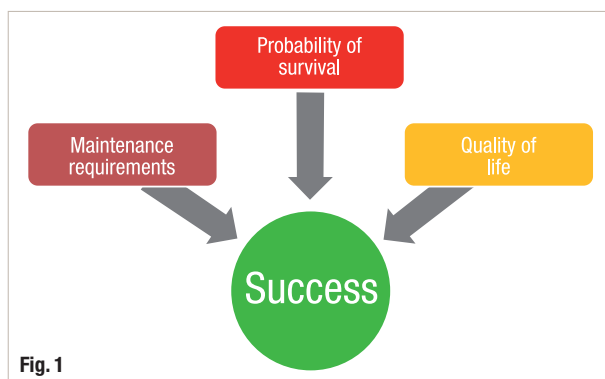 Probability of
survival
Maintenance
requirements
Quality of
life
Success
Fig. 1